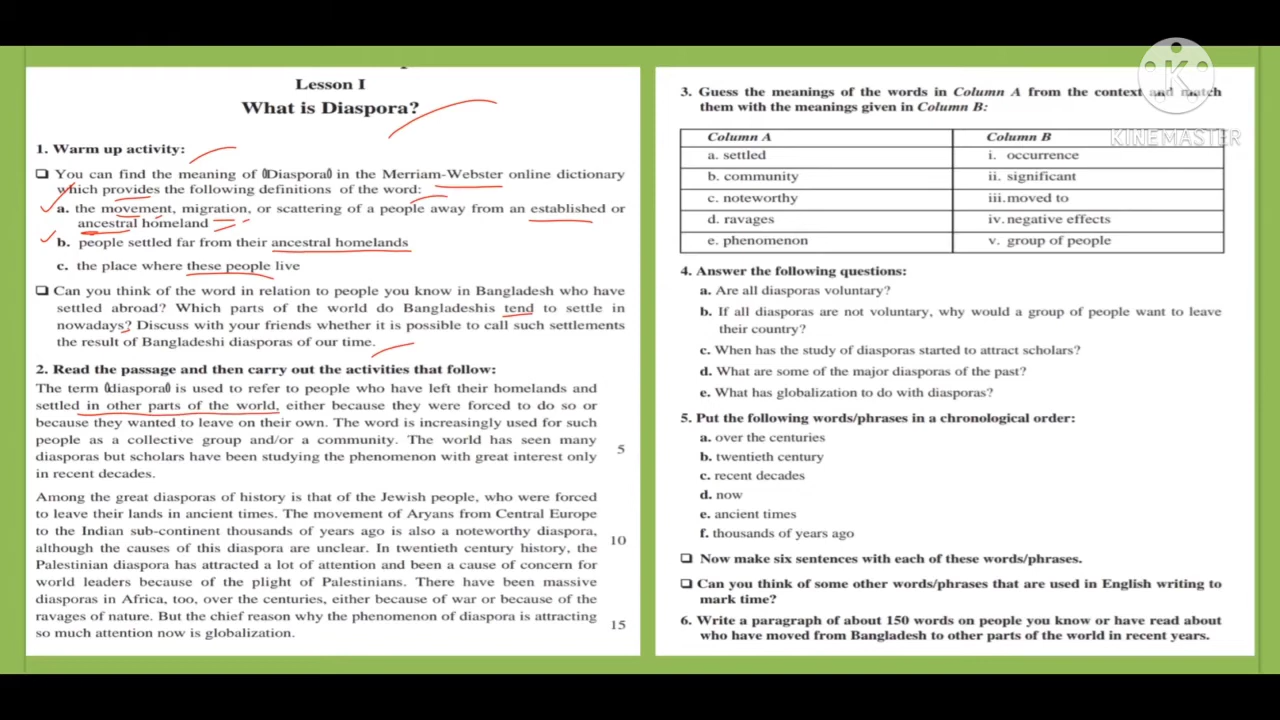 Lesson I
What is Diaspora?
1. Warm up activity:
❑ You can find the meaning of 'Diaspora' in the Merriam-Webster online dictionary
which provides the following definitions of the word:
a. the movement, migration, or scattering of a people away from an established or
ancestral homeland
b. people settled far from their ancestral homelands
c. the place where these people live
❑ Can you think of the word in relation to people you know in Bangladesh who have
settled abroad? Which parts of the world do Bangladeshis tend to settle in
nowadays? Discuss with your friends whether it is possible to call such settlements
the result of Bangladeshi diasporas of our time.
2. Read the passage and then carry out the activities that follow:
The term 'diaspora' is used to refer to people who have left their homelands and
settled in other parts of the world, either because they were forced to do so or
because they wanted to leave on their own. The word is increasingly used for such
people as a collective group and/or a community. The world has seen many
diasporas but scholars have been studying the phenomenon with great interest only
in recent decades.
5
Among the great diasporas of history is that of the Jewish people, who were forced
to leave their lands in ancient times. The movement of Aryans from Central Europe
to the Indian sub-continent thousands of years ago is also a noteworthy diaspora,
although the causes of this diaspora are unclear. In twentieth century history, the
Palestinian diaspora has attracted a lot of attention and been a cause of concern for
world leaders because of the plight of Palestinians. There have been massive
diasporas in Africa, too, over the centuries, either because of war or because of the
ravages of nature. But the chief reason why the phenomenon of diaspora is attracting
so much attention now is globalization.
10
15
3. Guess the meanings of the words in Column A from the context and match
them with the meanings given in Column B:
Column A Column B
a. settled i. occurrence
b. community ii. significant
c. noteworthy iii. moved to
d. ravages iv. negative effects
e. phenomenon v. group of people
4. Answer the following questions:
a. Are all diasporas voluntary?
b. If all diasporas are not voluntary, why would a group of people want to leave
their country?
c. When has the study of diasporas started to attract scholars?
d. What are some of the major diasporas of the past?
e. What has globalization to do with diasporas?
5. Put the following words/phrases in a chronological order:
a. over the centuries
b. twentieth century
c. recent decades
d. now
e. ancient times
f. thousands of years ago
❑ Now make six sentences with each of these words/phrases.
❑ Can you think of some other words/phrases that are used in English writing to
mark time?
6. Write a paragraph of about 150 words on people you know or have read about
who have moved from Bangladesh to other parts of the world in recent years.
K
KINEMASTER